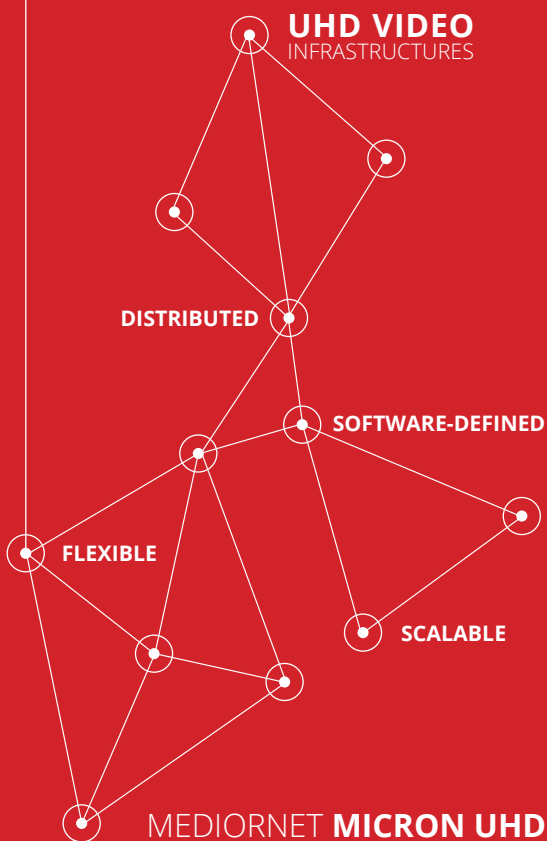 UHD VIDEO
INFRASTRUCTURES
DISTRIBUTED
SOFTWARE-DEFINED
FLEXIBLE
SCALABLE
MEDIORNET MICRON UHD